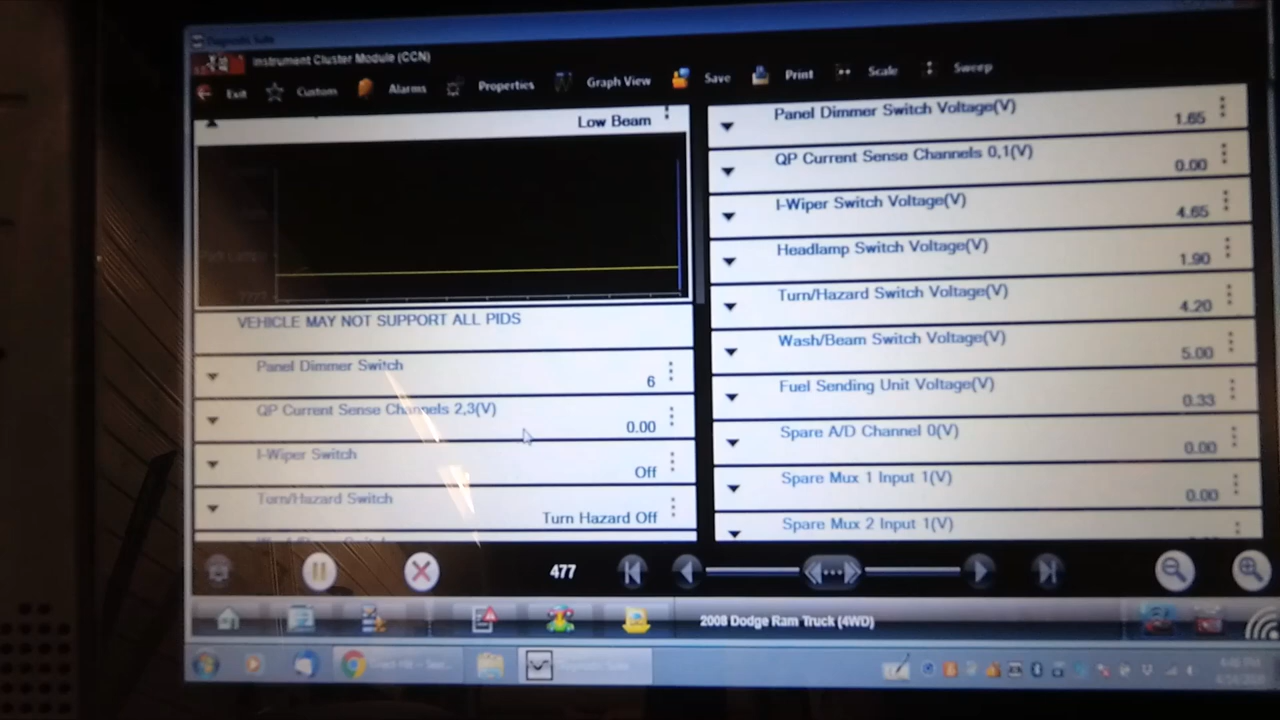 Diagnostic Suite
Instrument Cluster Module (CCN)
Exit Custom Alarms Properties Graph View Save Print Scale Sweep
Low Beam
VEHICLE MAY NOT SUPPORT ALL PIDS
Panel Dimmer Switch
6
QP Current Sense Channels 2,3(V)
0.00
I-Wiper Switch
Off
Turn/Hazard Switch
Turn Hazard Off
Panel Dimmer Switch Voltage(V)
1.65
QP Current Sense Channels 0,1(V)
0.00
I-Wiper Switch Voltage(V)
4.65
Headlamp Switch Voltage(V)
1.90
Turn/Hazard Switch Voltage(V)
4.20
Wash/Beam Switch Voltage(V)
5.00
Fuel Sending Unit Voltage(V)
0.33
Spare A/D Channel 0(V)
0.00
Spare Mux 1 Input 1(V)
0.00
Spare Mux 2 Input 1(V)
477
2008 Dodge Ram Truck (4WD)
Diagnostic Suite